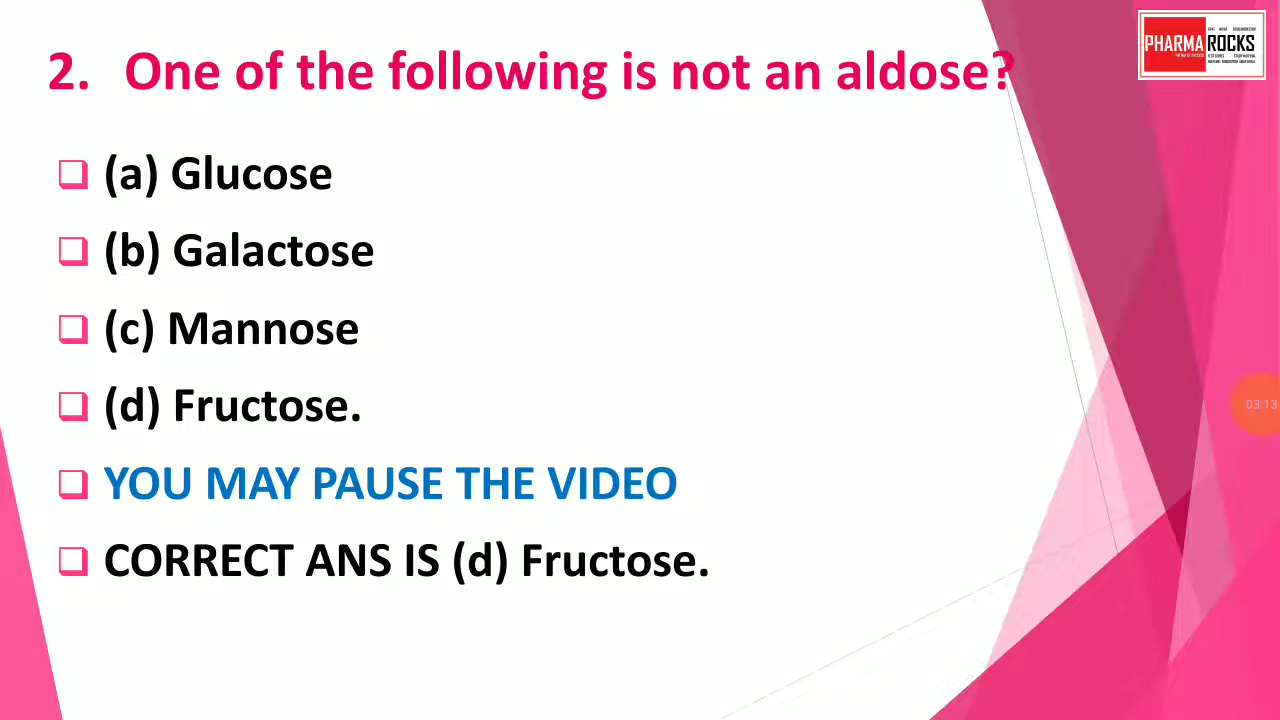 2. One of the following is not an aldose?
PHARMA ROCKS
(a) Glucose
(b) Galactose
(c) Mannose
(d) Fructose.
03:13
YOU MAY PAUSE THE VIDEO
CORRECT ANS IS (d) Fructose.